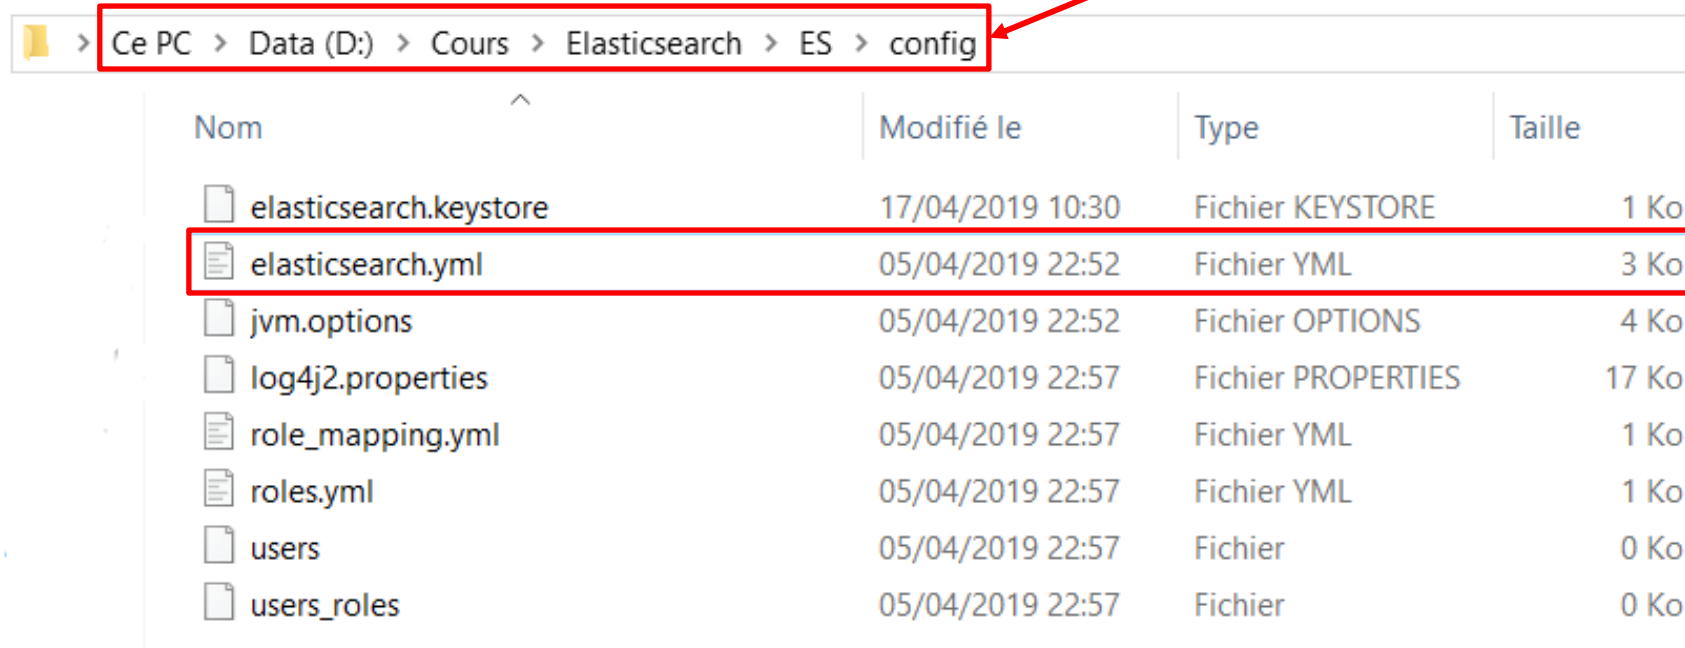 > Ce PC > Data (D:) > Cours > Elasticsearch > ES > config
Nom Modifié le Type Taille
elasticsearch.keystore 17/04/2019 10:30 Fichier KEYSTORE 1 Ko
elasticsearch.yml 05/04/2019 22:52 Fichier YML 3 Ko
jvm.options 05/04/2019 22:52 Fichier OPTIONS 4 Ko
log4j2.properties 05/04/2019 22:57 Fichier PROPERTIES 17 Ko
role_mapping.yml 05/04/2019 22:57 Fichier YML 1 Ko
roles.yml 05/04/2019 22:57 Fichier YML 1 Ko
users 05/04/2019 22:57 Fichier 0 Ko
users_roles 05/04/2019 22:57 Fichier 0 Ko